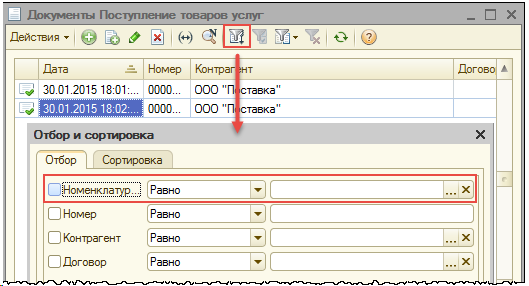 Документы Поступление товаров услуг
Действия
Дата Номер Контрагент Догово
30.01.2015 18:01:... 0000... ООО "Поставка"
30.01.2015 18:02:... 0000... ООО "Поставка"
Отбор и сортировка
Отбор Сортировка
Номенклатур... Равно ...
Номер Равно
Контрагент Равно ...
Договор Равно ...